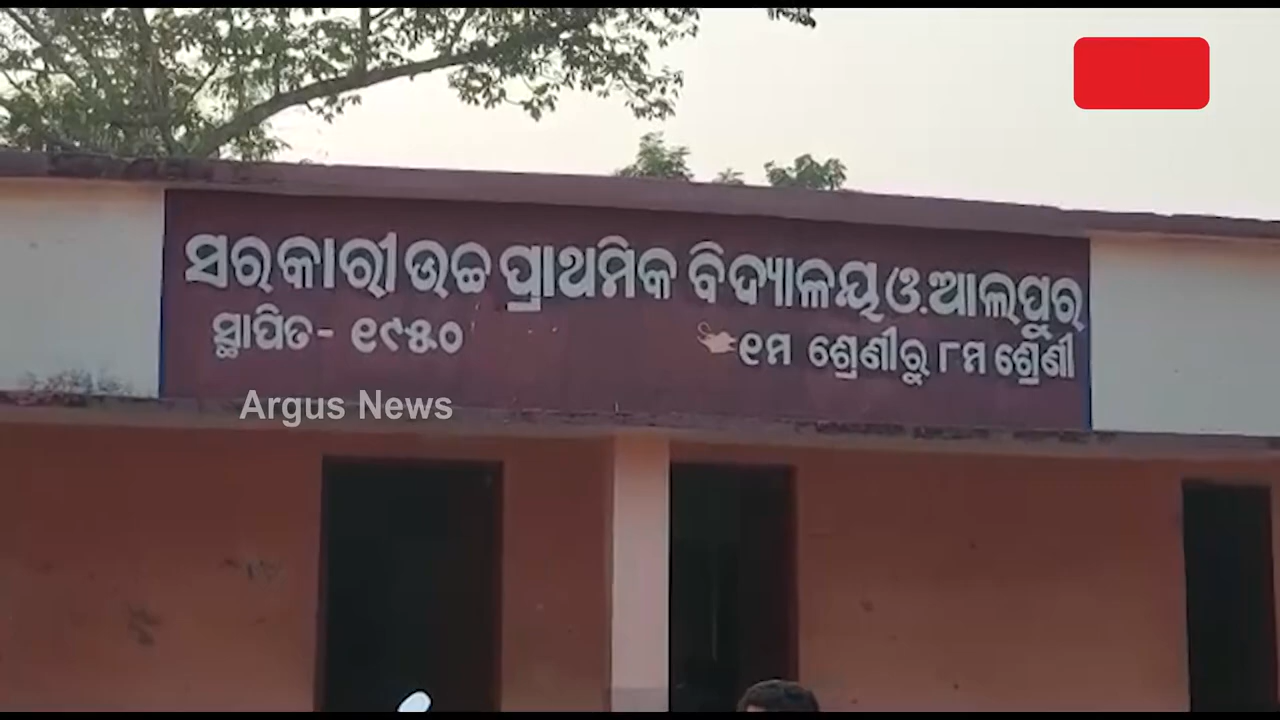 ସରକାରୀ ଉଚ୍ଚ ପ୍ରାଥମିକ ବିଦ୍ୟାଳୟ ଓ.ଆଲପୁର
ସ୍ଥାପିତ- ୧୯୫୦
୧ମ ଶ୍ରେଣୀରୁ ୮ମ ଶ୍ରେଣୀ
Argus News